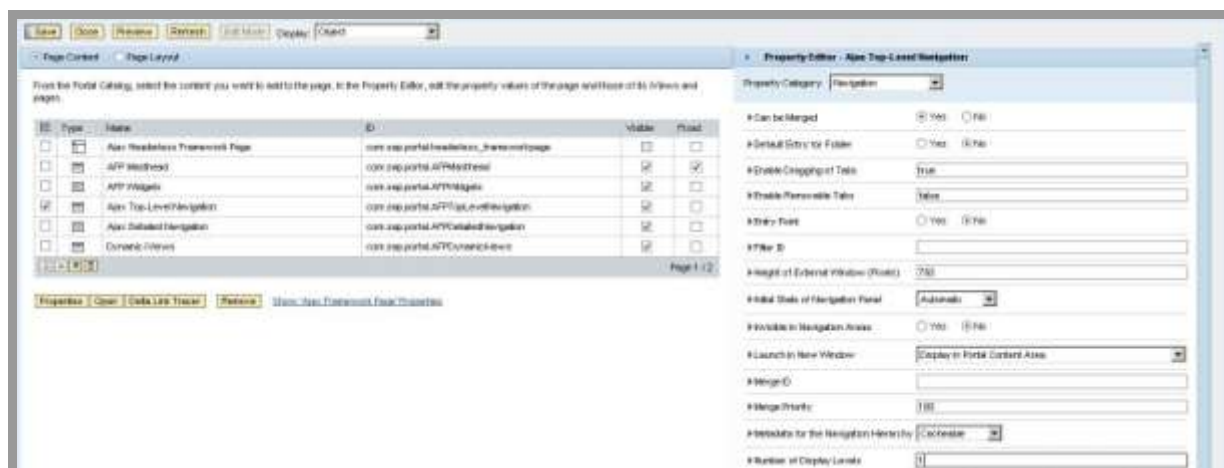 Save Close Preview Refresh Edit Mode Display: Object
Page Content Page Layout
From the Portal Catalog, select the content you want to add to the page. In the Property Editor, edit the property values of the page and those of its iViews and
pages.
Type Name ID Visible Fixed
Ajax Headerless Framework Page com.sap.portal.headerless_frameworkpage
AFP Masthead com.sap.portal.AFPMasthead
AFP Widgets com.sap.portal.AFPWidgets
Ajax Top-Level Navigation com.sap.portal.AFPTopLevelNavigation
Ajax Detailed Navigation com.sap.portal.AFPDetailedNavigation
Dynamic iViews com.sap.portal.AFPDynamicIviews
Page 1 / 2
Properties Open Delta Link Tracer Remove Show: Ajax Framework Page Properties
Property Editor - Ajax Top-Level Navigation
Property Category: Navigation
Can be Merged Yes No
Default Entry for Folder Yes No
Enable Dragging of Tabs true
Enable Removable Tabs false
Entry Point Yes No
Filter ID
Height of External Window (Pixels) 750
Initial State of Navigation Panel Automatic
Invisible in Navigation Areas Yes No
Launch in New Window Display in Portal Content Area
Merge ID
Merge Priority 100
Metadata for the Navigation Hierarchy Cacheable
Number of Display Levels 1